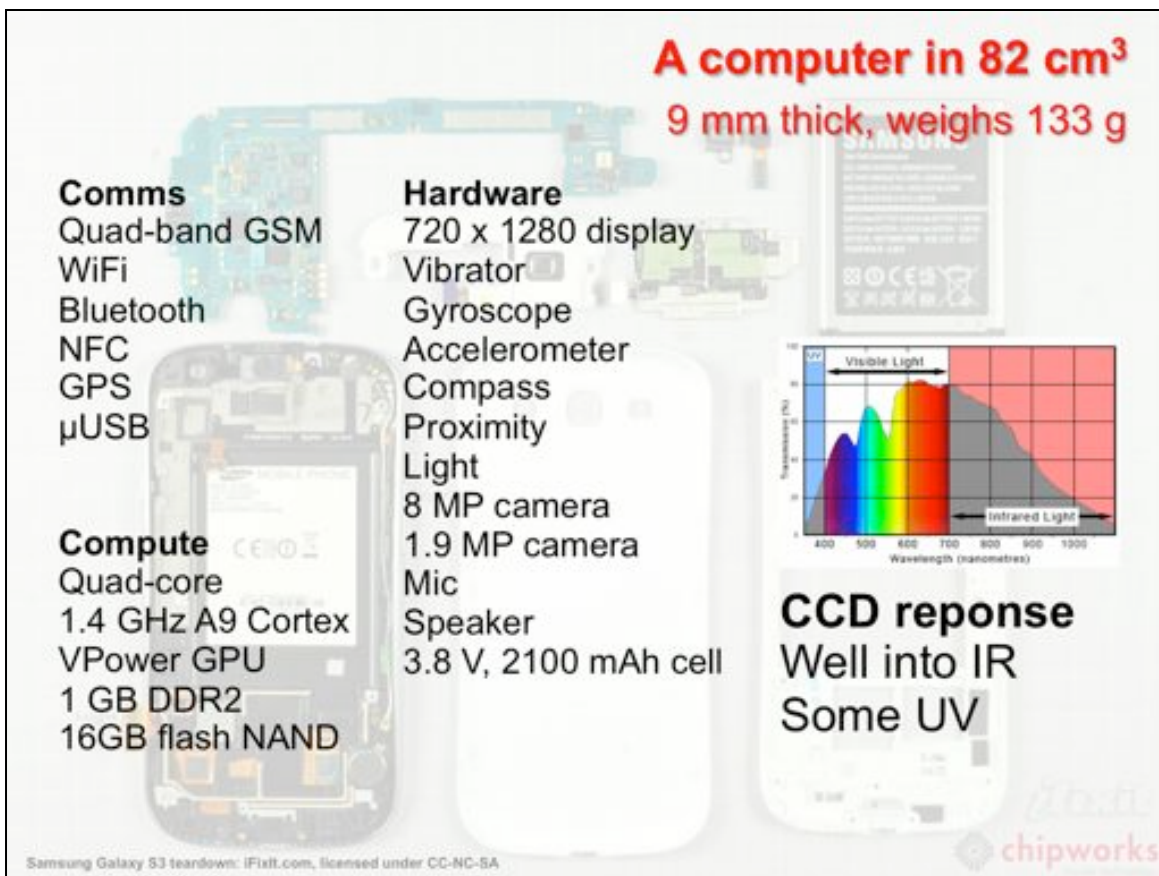 A computer in 82 cm³
9 mm thick, weighs 133 g
Comms
Quad-band GSM
WiFi
Bluetooth
NFC
GPS
µUSB
Compute
Quad-core
1.4 GHz A9 Cortex
VPower GPU
1 GB DDR2
16GB flash NAND
Hardware
720 x 1280 display
Vibrator
Gyroscope
Accelerometer
Compass
Proximity
Light
8 MP camera
1.9 MP camera
Mic
Speaker
3.8 V, 2100 mAh cell
SAMSUNG
UV
Visible Light
Infrared Light
Transmission (%)
400 500 600 700 800 900 1000
Wavelength (nanometres)
CCD reponse
Well into IR
Some UV
iFixit
chipworks
Samsung Galaxy S3 teardown: iFixIt.com, licensed under CC-NC-SA